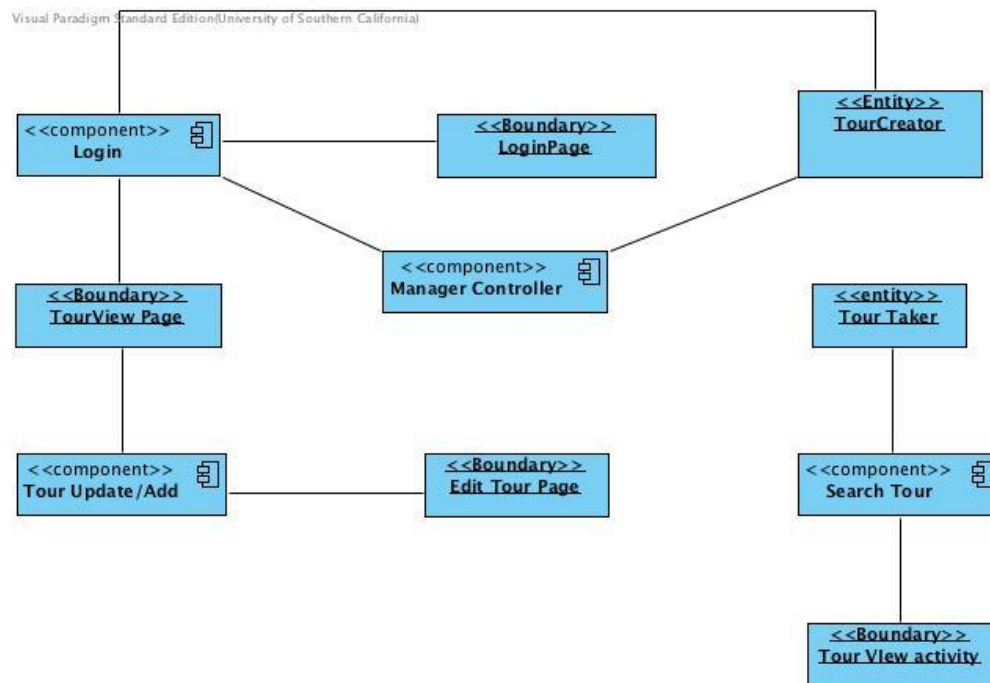 Visual Paradigm Standard Edition(University of Southern California)
<<Entity>>
TourCreator
<<component>>
Login
<<Boundary>>
LoginPage
<<component>>
Manager Controller
<<Boundary>>
TourView Page
<<entity>>
Tour Taker
<<component>>
Tour Update/Add
<<Boundary>>
Edit Tour Page
<<component>>
Search Tour
<<Boundary>>
Tour VIew activity